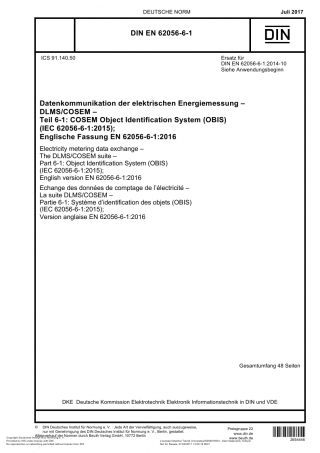 DEUTSCHE NORM
Juli 2017
DIN EN 62056-6-1
DIN
ICS 91.140.50
Ersatz für
DIN EN 62056-6-1:2014-10
Siehe Anwendungsbeginn
Datenkommunikation der elektrischen Energiemessung –
DLMS/COSEM –
Teil 6-1: COSEM Object Identification System (OBIS)
(IEC 62056-6-1:2015);
Englische Fassung EN 62056-6-1:2016
Electricity metering data exchange –
The DLMS/COSEM suite –
Part 6-1: Object Identification System (OBIS)
(IEC 62056-6-1:2015);
English version EN 62056-6-1:2016
Echange des données de comptage de l'électricité –
La suite DLMS/COSEM –
Partie 6-1: Système d'identification des objets (OBIS)
(IEC 62056-6-1:2015);
Version anglaise EN 62056-6-1:2016
Gesamtumfang 48 Seiten
DKE Deutsche Kommission Elektrotechnik Elektronik Informationstechnik in DIN und VDE
© DIN Deutsches Institut für Normung e. V. Jede Art der Vervielfältigung, auch auszugsweise,
nur mit Genehmigung des DIN Deutsches Institut für Normung e. V., Berlin, gestattet.
Alleinverkauf der Normen durch Beuth Verlag GmbH, 10772 Berlin
Preisgruppe 22
www.din.de
www.beuth.de